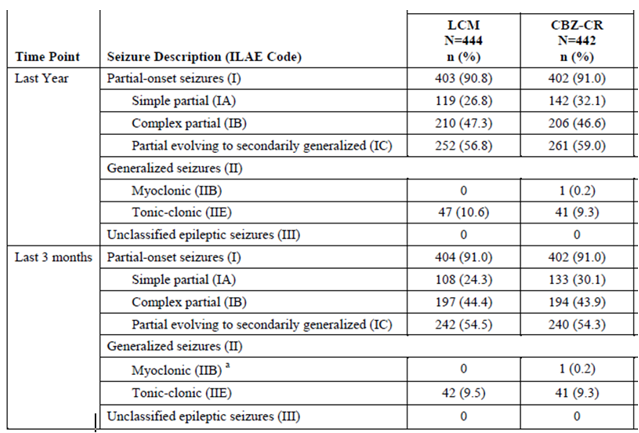 LCM CBZ-CR
N=444 N=442
Time Point Seizure Description (ILAE Code) n (%) n (%)
Last Year Partial-onset seizures (I) 403 (90.8) 402 (91.0)
Simple partial (IA) 119 (26.8) 142 (32.1)
Complex partial (IB) 210 (47.3) 206 (46.6)
Partial evolving to secondarily generalized (IC) 252 (56.8) 261 (59.0)
Generalized seizures (II)
Myoclonic (IIB) 0 1 (0.2)
Tonic-clonic (IIE) 47 (10.6) 41 (9.3)
Unclassified epileptic seizures (III) 0 0
Last 3 months Partial-onset seizures (I) 404 (91.0) 402 (91.0)
Simple partial (IA) 108 (24.3) 133 (30.1)
Complex partial (IB) 197 (44.4) 194 (43.9)
Partial evolving to secondarily generalized (IC) 242 (54.5) 240 (54.3)
Generalized seizures (II)
Myoclonic (IIB) a 0 1 (0.2)
Tonic-clonic (IIE) 42 (9.5) 41 (9.3)
Unclassified epileptic seizures (III) 0 0